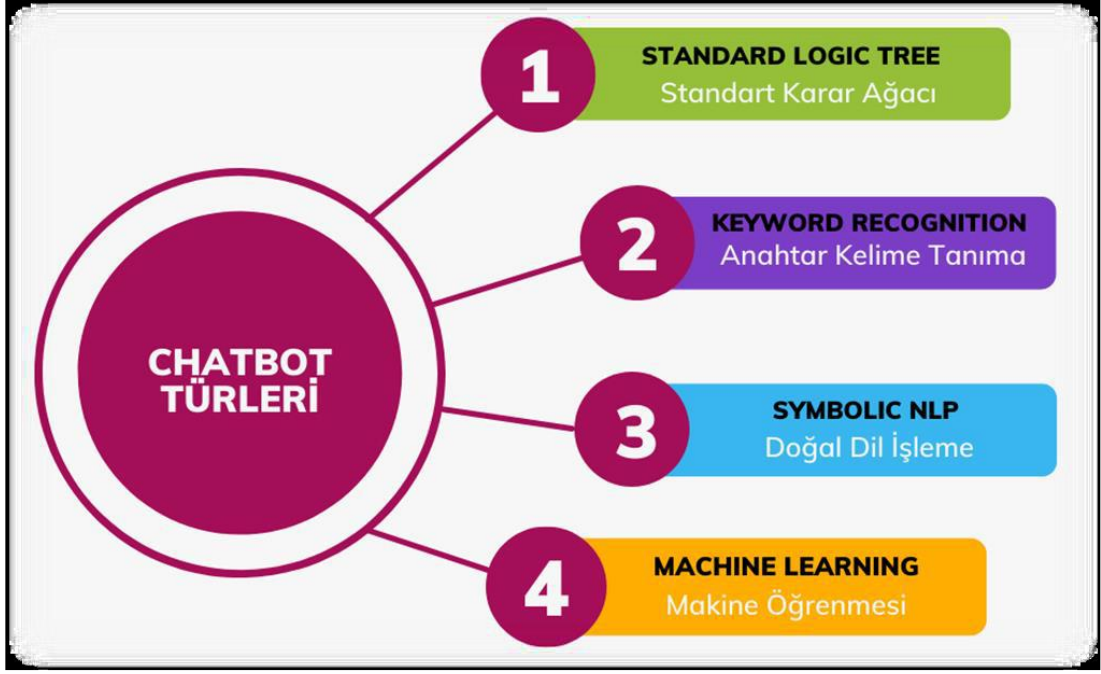 CHATBOT
TÜRLERİ
1
STANDARD LOGIC TREE
Standart Karar Ağacı
2
KEYWORD RECOGNITION
Anahtar Kelime Tanıma
3
SYMBOLIC NLP
Doğal Dil İşleme
4
MACHINE LEARNING
Makine Öğrenmesi